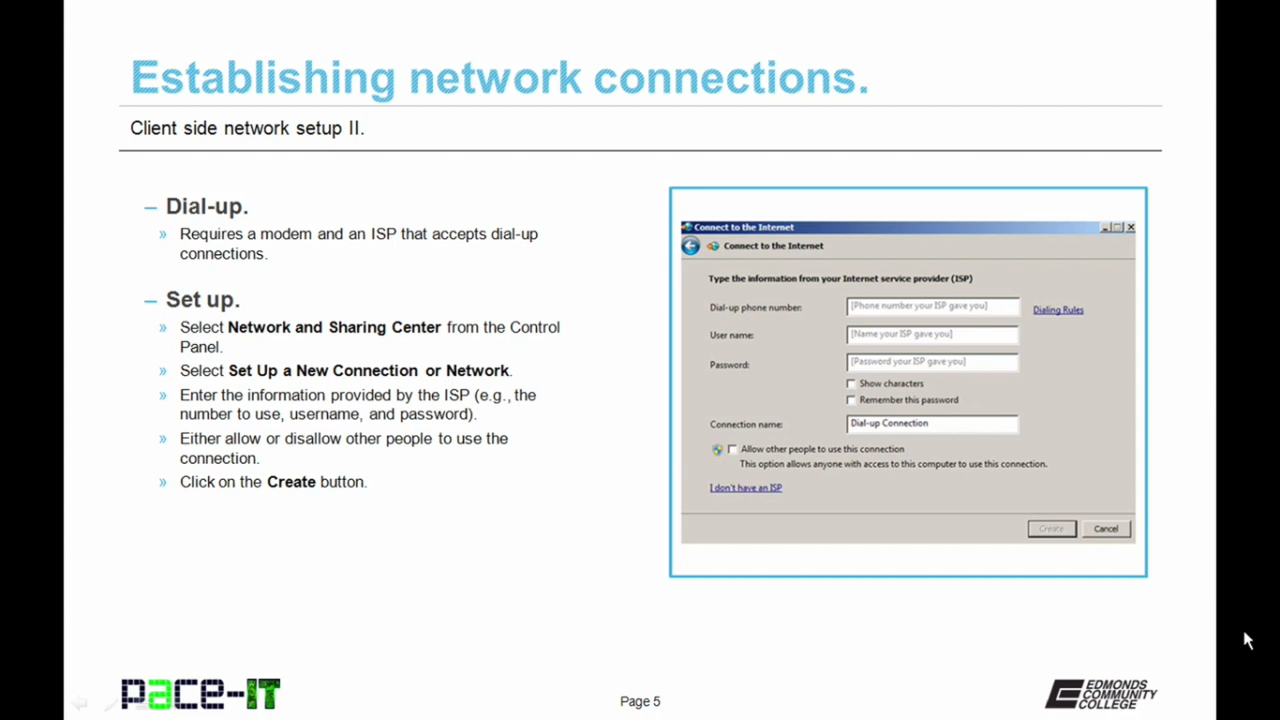 Establishing network connections.
Client side network setup II.
– Dial-up.
» Requires a modem and an ISP that accepts dial-up
connections.
– Set up.
» Select Network and Sharing Center from the Control
Panel.
» Select Set Up a New Connection or Network.
» Enter the information provided by the ISP (e.g., the
number to use, username, and password).
» Either allow or disallow other people to use the
connection.
» Click on the Create button.
Connect to the Internet
Connect to the Internet
Type the information from your Internet service provider (ISP)
Dial-up phone number: [Phone number your ISP gave you] Dialing Rules
User name: [Name your ISP gave you]
Password: [Password your ISP gave you]
Show characters
Remember this password
Connection name: Dial-up Connection
Allow other people to use this connection
This option allows anyone with access to this computer to use this connection.
I don't have an ISP
Create Cancel
pace-IT
Page 5
EDMONDS
COMMUNITY
COLLEGE